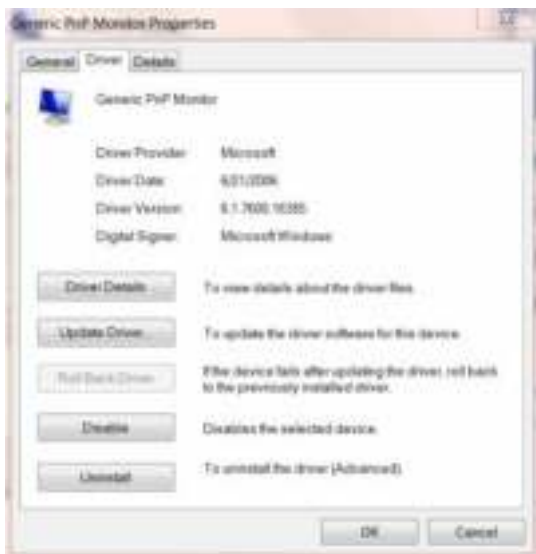 Generic PnP Monitor Properties
General Driver Details
Generic PnP Monitor
Driver Provider: Microsoft
Driver Date: 6/21/2006
Driver Version: 6.1.7600.16385
Digital Signer: Microsoft Windows
Driver Details To view details about the driver files.
Update Driver... To update the driver software for this device.
Roll Back Driver If the device fails after updating the driver, roll back
to the previously installed driver.
Disable Disables the selected device.
Uninstall To uninstall the driver (Advanced).
OK Cancel